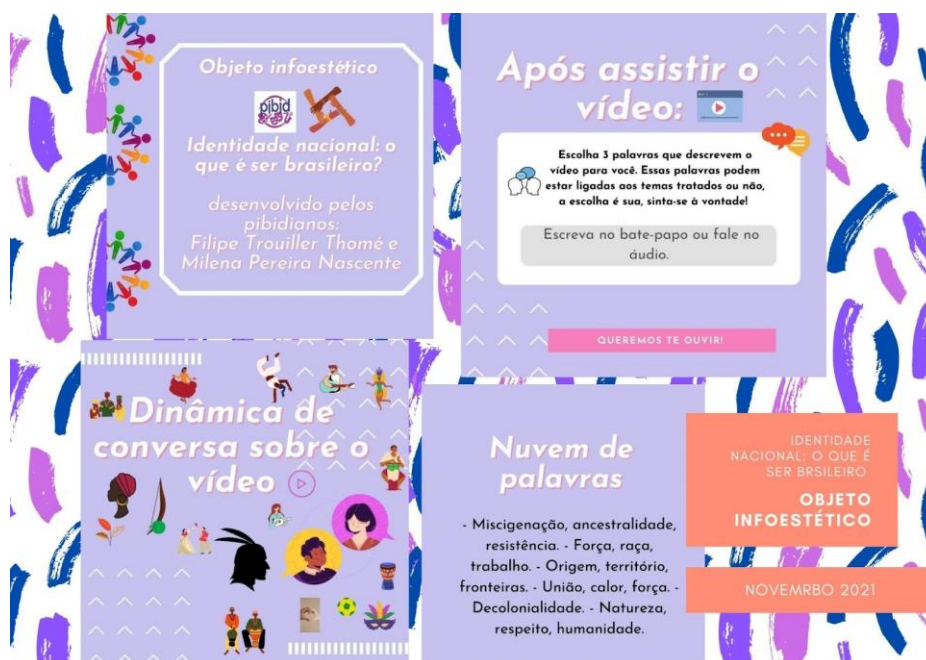 Objeto infoestético
pibid
Identidade nacional: o
que é ser brasileiro?
desenvolvido pelos
pibidianos:
Filipe Trouiller Thomé e
Milena Pereira Nascente
Após assistir o
vídeo:
Escolha 3 palavras que descrevem o
vídeo para você. Essas palavras podem
estar ligadas aos temas tratados ou não,
a escolha é sua, sinta-se à vontade!
Escreva no bate-papo ou fale no
áudio.
QUEREMOS TE OUVIR!
Dinâmica de
conversa sobre o
vídeo
Nuvem de
palavras
- Miscigenação, ancestralidade,
resistência. - Força, raça,
trabalho. - Origem, território,
fronteiras. - União, calor, força. -
Decolonialidade. - Natureza,
respeito, humanidade.
IDENTIDADE
NACIONAL: O QUE É
SER BRSILEIRO
OBJETO
INFOESTÉTICO
NOVEMRBO 2021